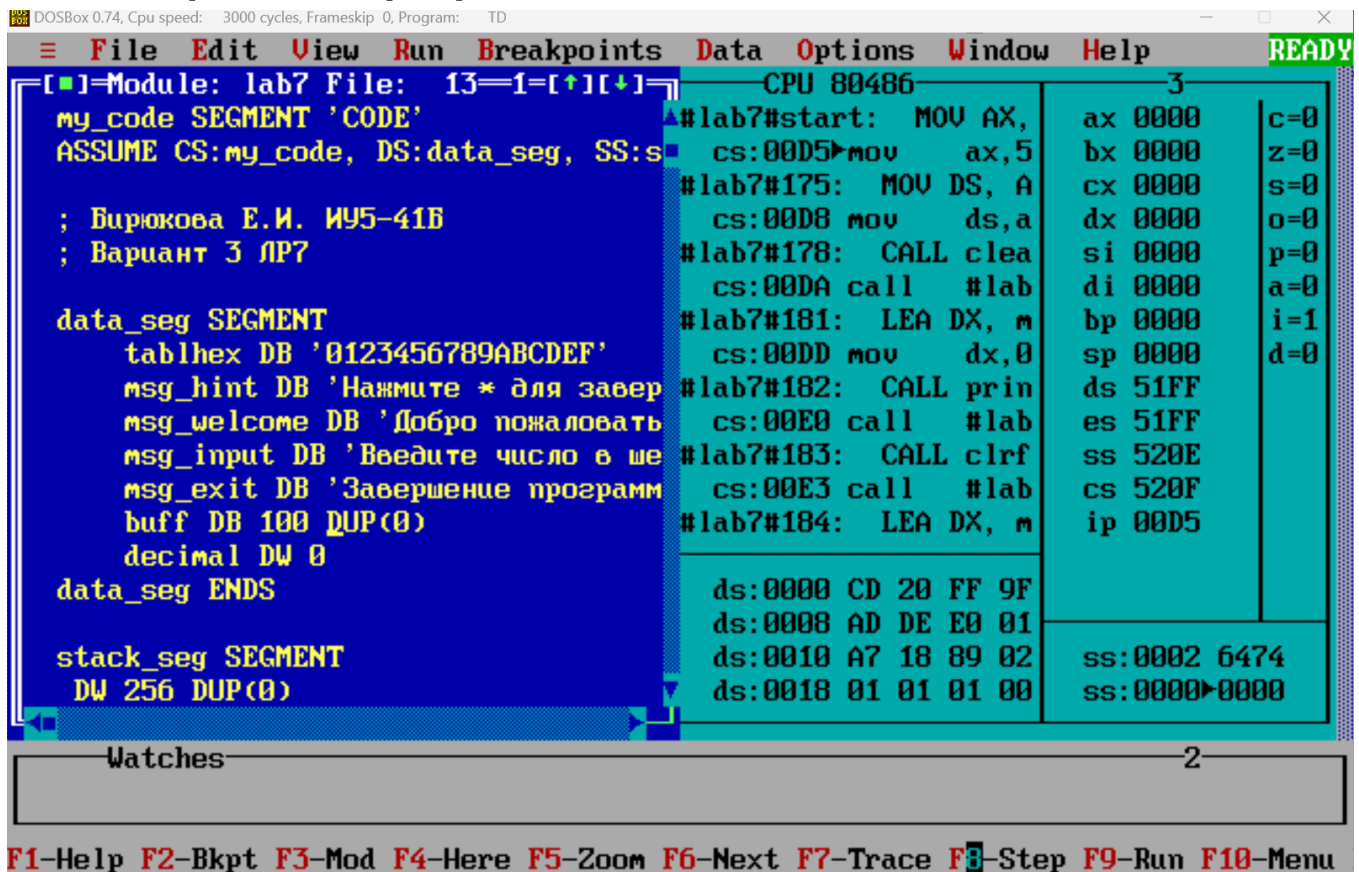 DOSBox 0.74, Cpu speed: 3000 cycles, Frameskip 0, Program: TD
≡ File Edit View Run Breakpoints Data Options Window Help READY
[■]=Module: lab7 File: 13=1=[↑][↓]
my_code SEGMENT 'CODE'
ASSUME CS:my_code, DS:data_seg, SS:s
; Бирюкова Е.И. ИУ5-41Б
; Вариант 3 ЛР7
data_seg SEGMENT
tablhex DB '0123456789ABCDEF'
msg_hint DB 'Нажмите * для завер
msg_welcome DB 'Добро пожаловать
msg_input DB 'Введите число в ше
msg_exit DB 'Завершение программ
buff DB 100 DUP(0)
decimal DW 0
data_seg ENDS
stack_seg SEGMENT
DW 256 DUP(0)
CPU 80486 3
#lab7#start: MOV AX,
cs:00D5►mov ax,5
#lab7#175: MOV DS, A
cs:00D8 mov ds,a
#lab7#178: CALL clea
cs:00DA call #lab
#lab7#181: LEA DX, m
cs:00DD mov dx,0
#lab7#182: CALL prin
cs:00E0 call #lab
#lab7#183: CALL clrf
cs:00E3 call #lab
#lab7#184: LEA DX, m
ds:0000 CD 20 FF 9F
ds:0008 AD DE E0 01
ds:0010 A7 18 89 02
ds:0018 01 01 01 00
ax 0000 c=0
bx 0000 z=0
cx 0000 s=0
dx 0000 o=0
si 0000 p=0
di 0000 a=0
bp 0000 i=1
sp 0000 d=0
ds 51FF
es 51FF
ss 520E
cs 520F
ip 00D5
ss:0002 6474
ss:0000►0000
Watches 2
F1-Help F2-Bkpt F3-Mod F4-Here F5-Zoom F6-Next F7-Trace F8-Step F9-Run F10-Menu